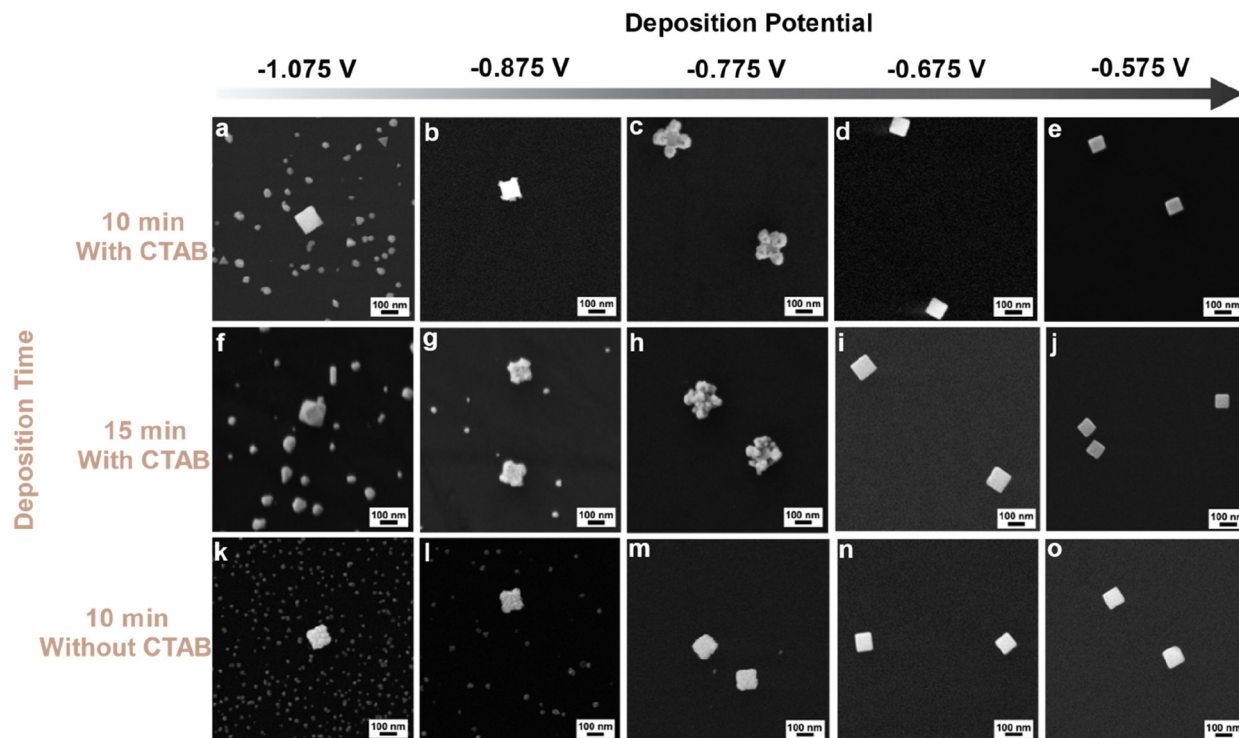 Deposition Potential
-1.075 V
-0.875 V
-0.775 V
-0.675 V
-0.575 V
Deposition Time
10 min
With CTAB
a
100 nm
b
100 nm
c
100 nm
d
100 nm
e
100 nm
15 min
With CTAB
f
100 nm
g
100 nm
h
100 nm
i
100 nm
j
100 nm
10 min
Without CTAB
k
100 nm
l
100 nm
m
100 nm
n
100 nm
o
100 nm